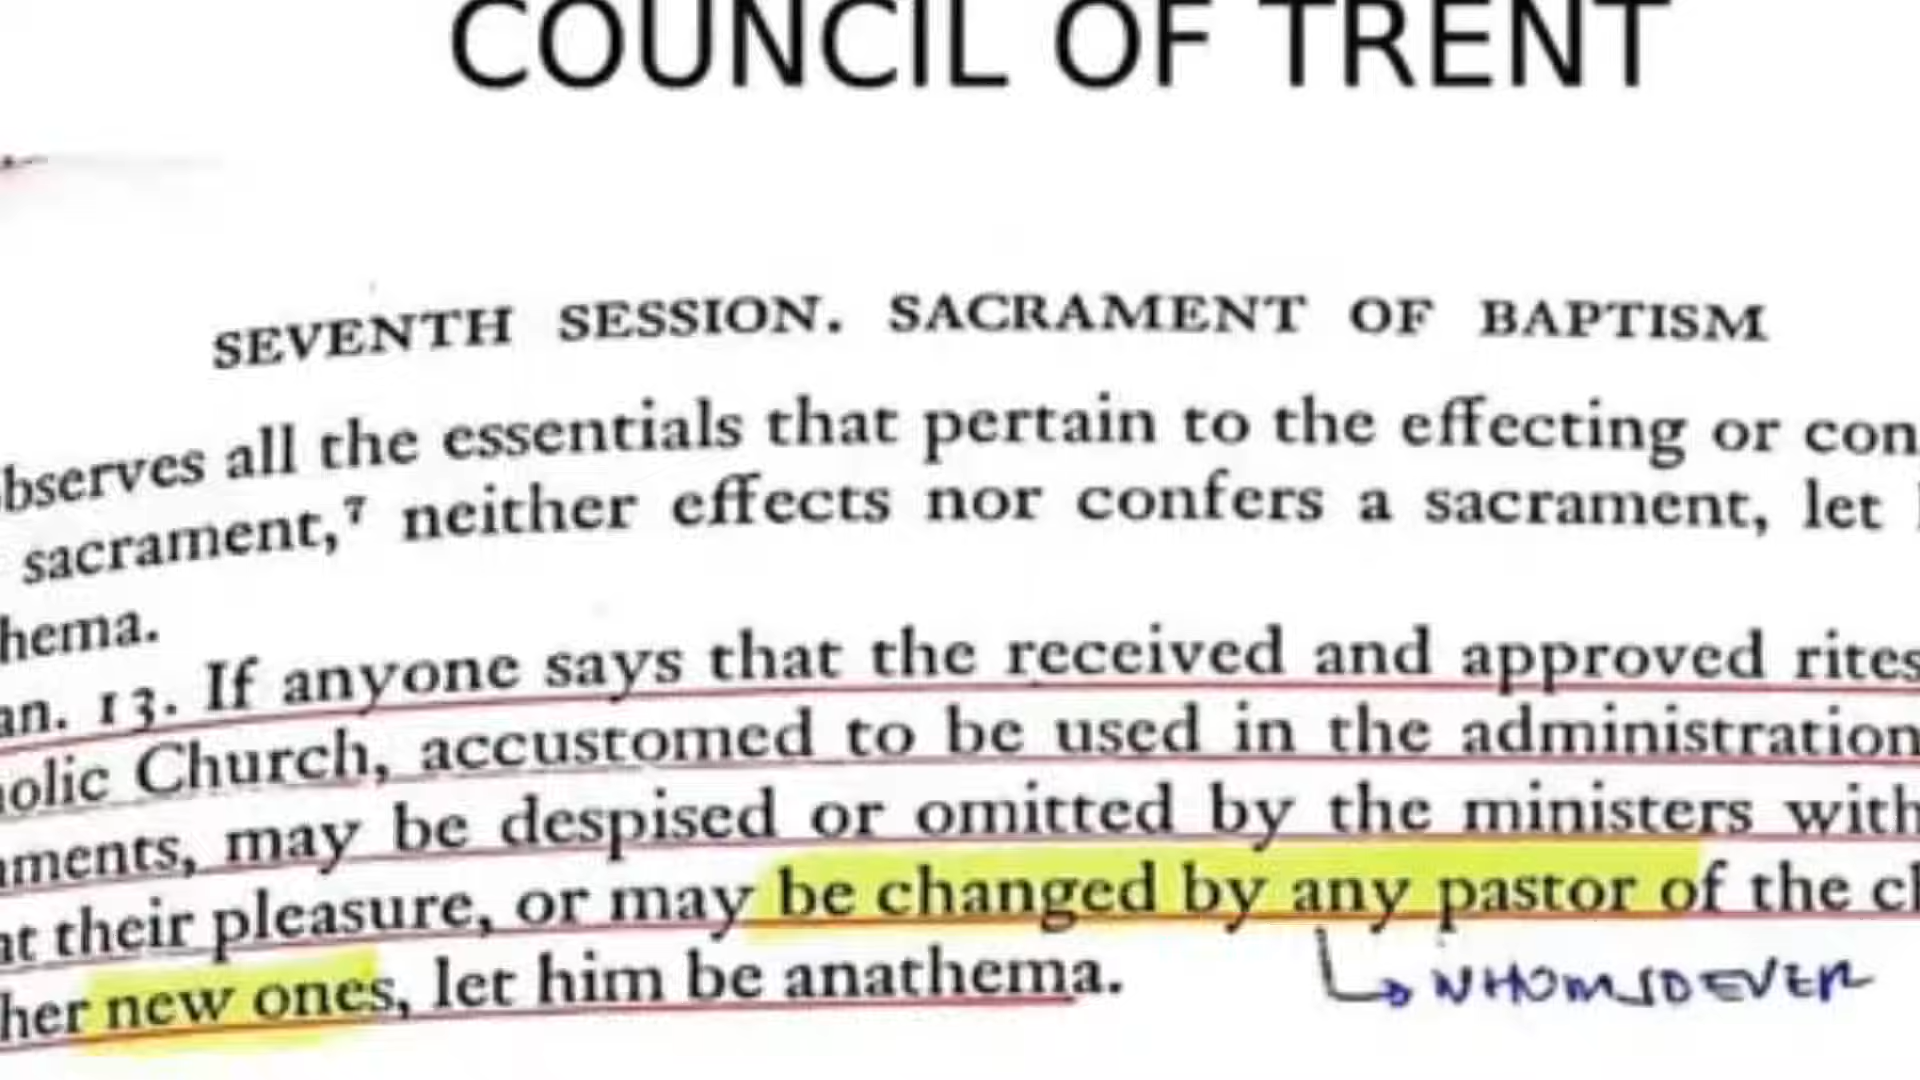 COUNCIL OF TRENT
SEVENTH SESSION. SACRAMENT OF BAPTISM
bserves all the essentials that pertain to the effecting or con
sacrament,⁷ neither effects nor confers a sacrament, let
hema.
an. 13. If anyone says that the received and approved rites
olic Church, accustomed to be used in the administration
ments, may be despised or omitted by the ministers with
at their pleasure, or may be changed by any pastor of the c
her new ones, let him be anathema.
WHOMSOEVER